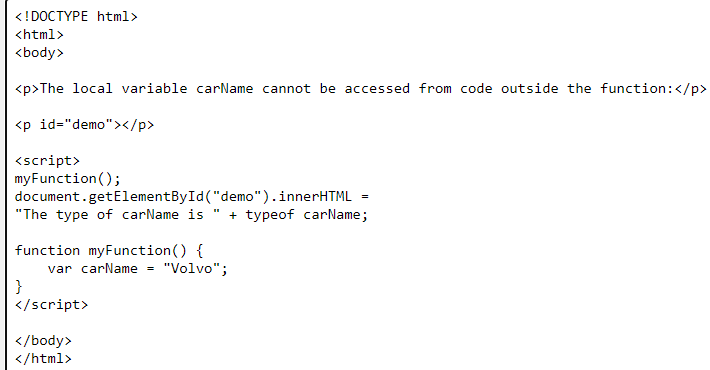 <!DOCTYPE html>
<html>
<body>
<p>The local variable carName cannot be accessed from code outside the function:</p>
<p id="demo"></p>
<script>
myFunction();
document.getElementById("demo").innerHTML =
"The type of carName is " + typeof carName;
function myFunction() {
    var carName = "Volvo";
}
</script>
</body>
</html>